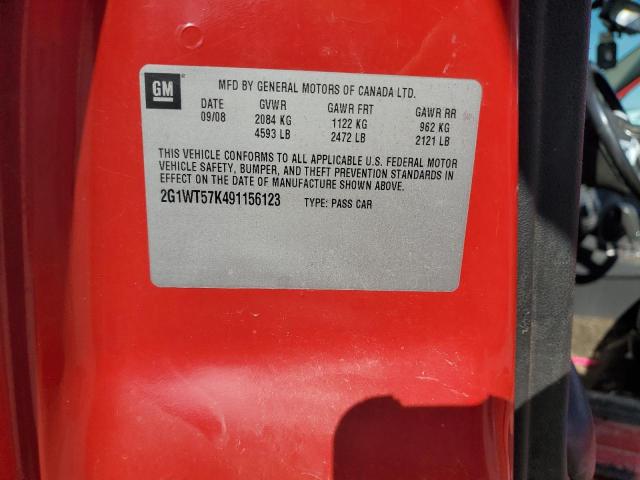 GM
MFD BY GENERAL MOTORS OF CANADA LTD.
DATE GVWR GAWR FRT GAWR RR
09/08 2084 KG 1122 KG 962 KG
4593 LB 2472 LB 2121 LB
THIS VEHICLE CONFORMS TO ALL APPLICABLE U.S. FEDERAL MOTOR
VEHICLE SAFETY, BUMPER, AND THEFT PREVENTION STANDARDS IN
EFFECT ON THE DATE OF MANUFACTURE SHOWN ABOVE.
2G1WT57K491156123 TYPE: PASS CAR